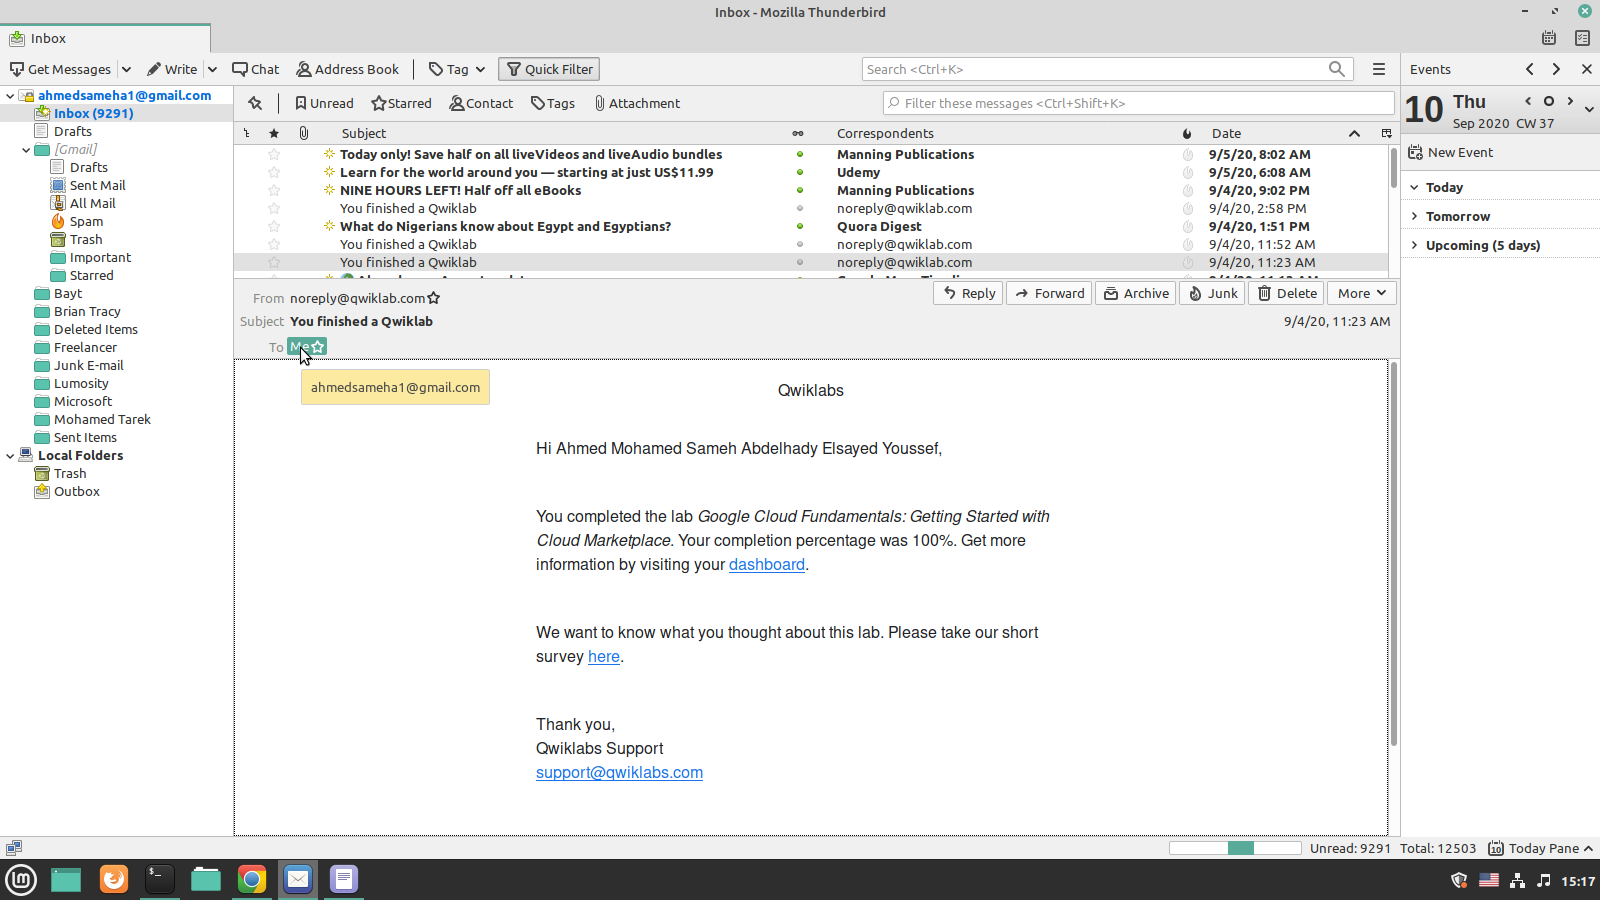 Inbox - Mozilla Thunderbird
Inbox
Get Messages
Write
Chat
Address Book
Tag
Quick Filter
Search <Ctrl+K>
Events
ahmedsameha1@gmail.com
Inbox (9291)
Drafts
[Gmail]
Drafts
Sent Mail
All Mail
Spam
Trash
Important
Starred
Bayt
Brian Tracy
Deleted Items
Freelancer
Junk E-mail
Lumosity
Microsoft
Mohamed Tarek
Sent Items
Local Folders
Trash
Outbox
Unread
Starred
Contact
Tags
Attachment
Filter these messages <Ctrl+Shift+K>
Subject
Correspondents
Date
Today only! Save half on all liveVideos and liveAudio bundles Manning Publications 9/5/20, 8:02 AM
Learn for the world around you — starting at just US$11.99 Udemy 9/5/20, 6:08 AM
NINE HOURS LEFT! Half off all eBooks Manning Publications 9/4/20, 9:02 PM
You finished a Qwiklab noreply@qwiklab.com 9/4/20, 2:58 PM
What do Nigerians know about Egypt and Egyptians? Quora Digest 9/4/20, 1:51 PM
You finished a Qwiklab noreply@qwiklab.com 9/4/20, 11:52 AM
You finished a Qwiklab noreply@qwiklab.com 9/4/20, 11:23 AM
From noreply@qwiklab.com
Reply
Forward
Archive
Junk
Delete
More
Subject You finished a Qwiklab
9/4/20, 11:23 AM
To Me
ahmedsameha1@gmail.com
Qwiklabs
Hi Ahmed Mohamed Sameh Abdelhady Elsayed Youssef,
You completed the lab Google Cloud Fundamentals: Getting Started with
Cloud Marketplace. Your completion percentage was 100%. Get more
information by visiting your dashboard.
We want to know what you thought about this lab. Please take our short
survey here.
Thank you,
Qwiklabs Support
support@qwiklabs.com
10
Thu
Sep 2020 CW 37
New Event
Today
Tomorrow
Upcoming (5 days)
Unread: 9291 Total: 12503
10
Today Pane
lm
15:17